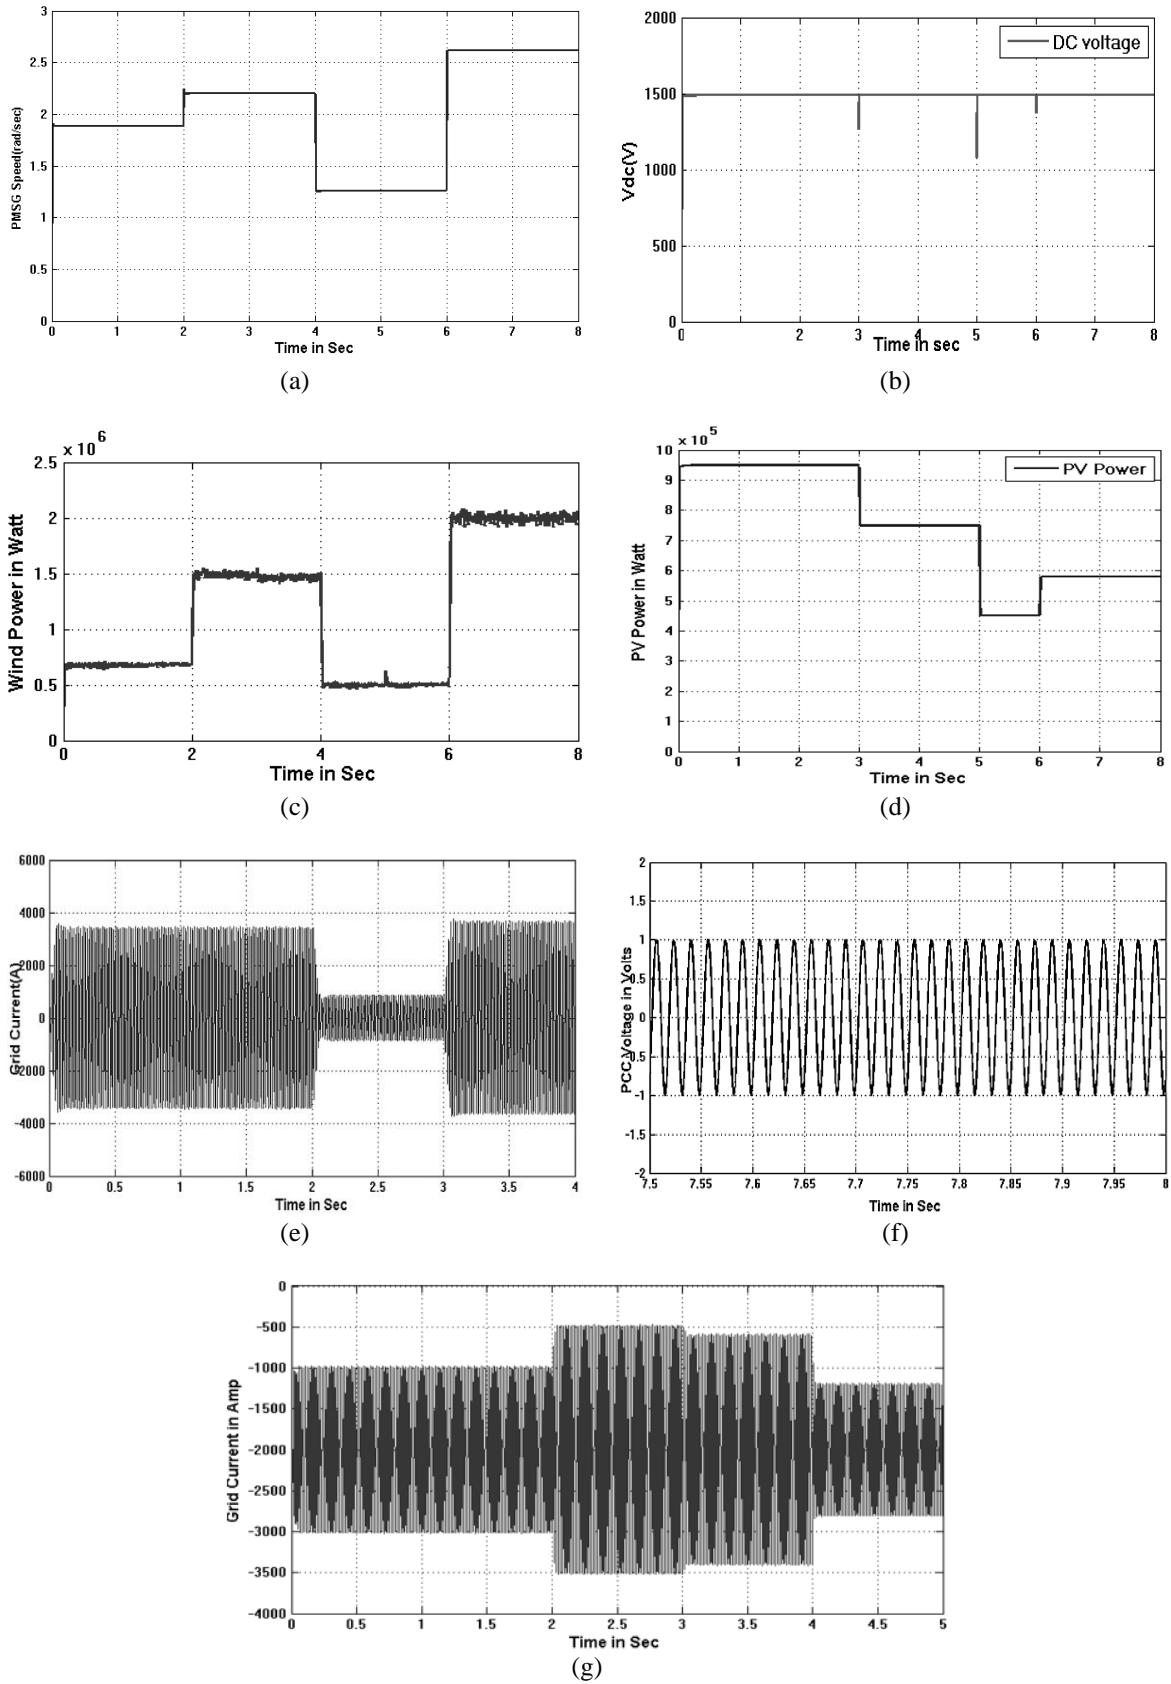 3
2.5
2
1.5
1
0.5
0
PMSG Speed(rad/sec)
0 1 2 3 4 5 6 7 8
Time in Sec
(a)
2000
1500
1000
500
0
Vdc(V)
DC voltage
0 1 2 3 4 5 6 7 8
Time in sec
(b)
x 10^6
2.5
2
1.5
1
0.5
0
Wind Power in Watt
0 2 4 6 8
Time in Sec
(c)
x 10^5
10
9
8
7
6
5
4
3
2
1
0
PV Power in Watt
PV Power
0 1 2 3 4 5 6 7 8
Time in Sec
(d)
6000
4000
2000
0
-2000
-4000
-6000
Grid Current(A)
0 0.5 1 1.5 2 2.5 3 3.5 4
Time in Sec
(e)
2
1.5
1
0.5
0
-0.5
-1
-1.5
-2
PCC Voltage in Volts
7.5 7.55 7.6 7.65 7.7 7.75 7.8 7.85 7.9 7.95 8
Time in Sec
(f)
0
-500
-1000
-1500
-2000
-2500
-3000
-3500
-4000
Grid Current in Amp
0 0.5 1 1.5 2 2.5 3 3.5 4 4.5 5
Time in Sec
(g)